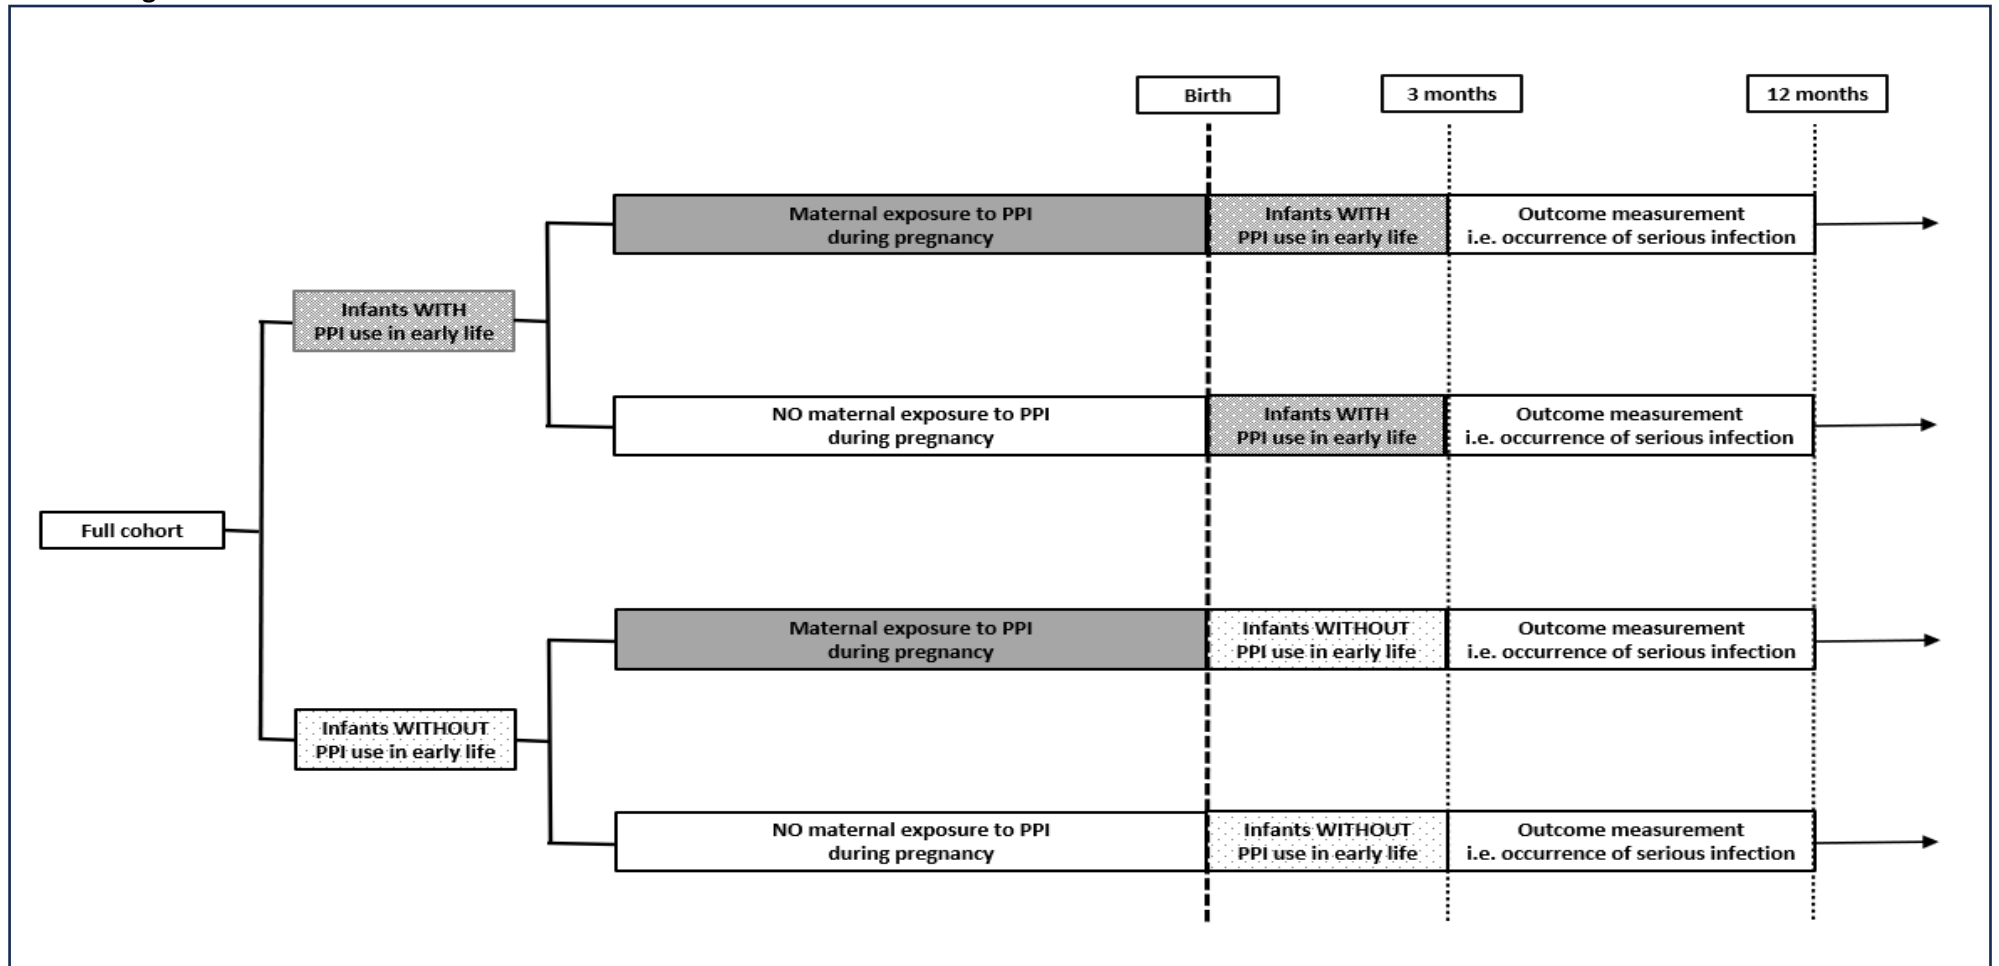 Birth
3 months
12 months
Maternal exposure to PPI
during pregnancy
Infants WITH
PPI use in early life
Outcome measurement
i.e. occurrence of serious infection
Infants WITH
PPI use in early life
NO maternal exposure to PPI
during pregnancy
Infants WITH
PPI use in early life
Outcome measurement
i.e. occurrence of serious infection
Full cohort
Maternal exposure to PPI
during pregnancy
Infants WITHOUT
PPI use in early life
Outcome measurement
i.e. occurrence of serious infection
Infants WITHOUT
PPI use in early life
NO maternal exposure to PPI
during pregnancy
Infants WITHOUT
PPI use in early life
Outcome measurement
i.e. occurrence of serious infection